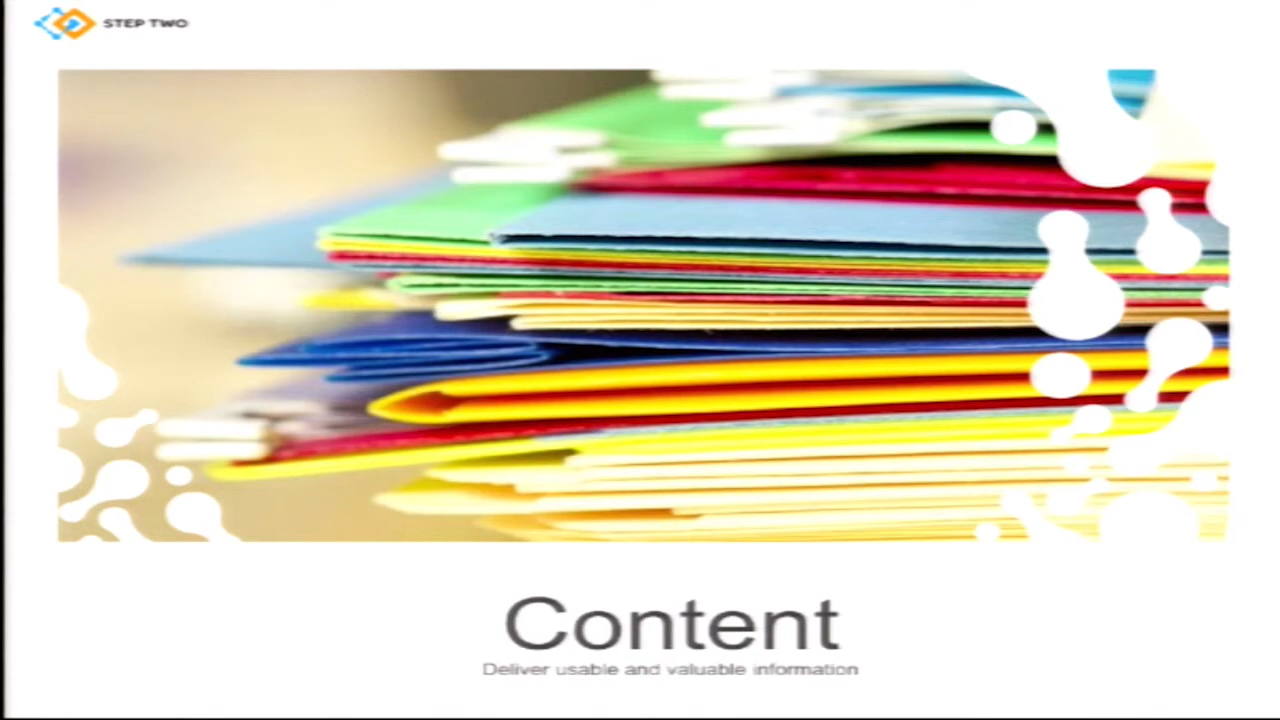 STEP TWO
Content
Deliver usable and valuable information